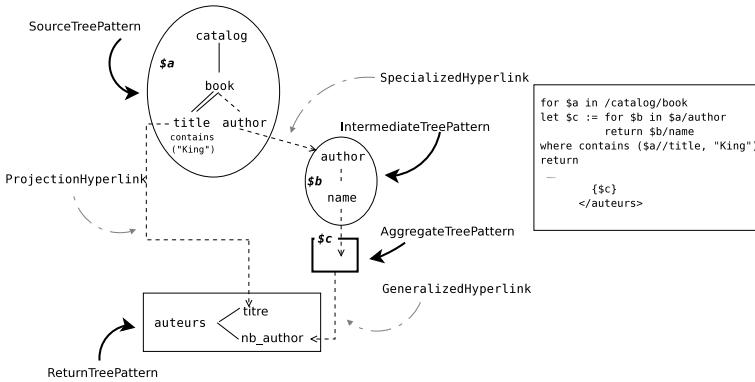 SourceTreePattern
catalog
$a
book
title author
contains
("King")
SpecializedHyperlink
IntermediateTreePattern
author
$b
name
ProjectionHyperlink
$c
AggregateTreePattern
GeneralizedHyperlink
titre
auteurs
nb_author
ReturnTreePattern
for $a in /catalog/book
let $c := for $b in $a/author
return $b/name
where contains ($a//title, "King")
return
{$c}
</auteurs>